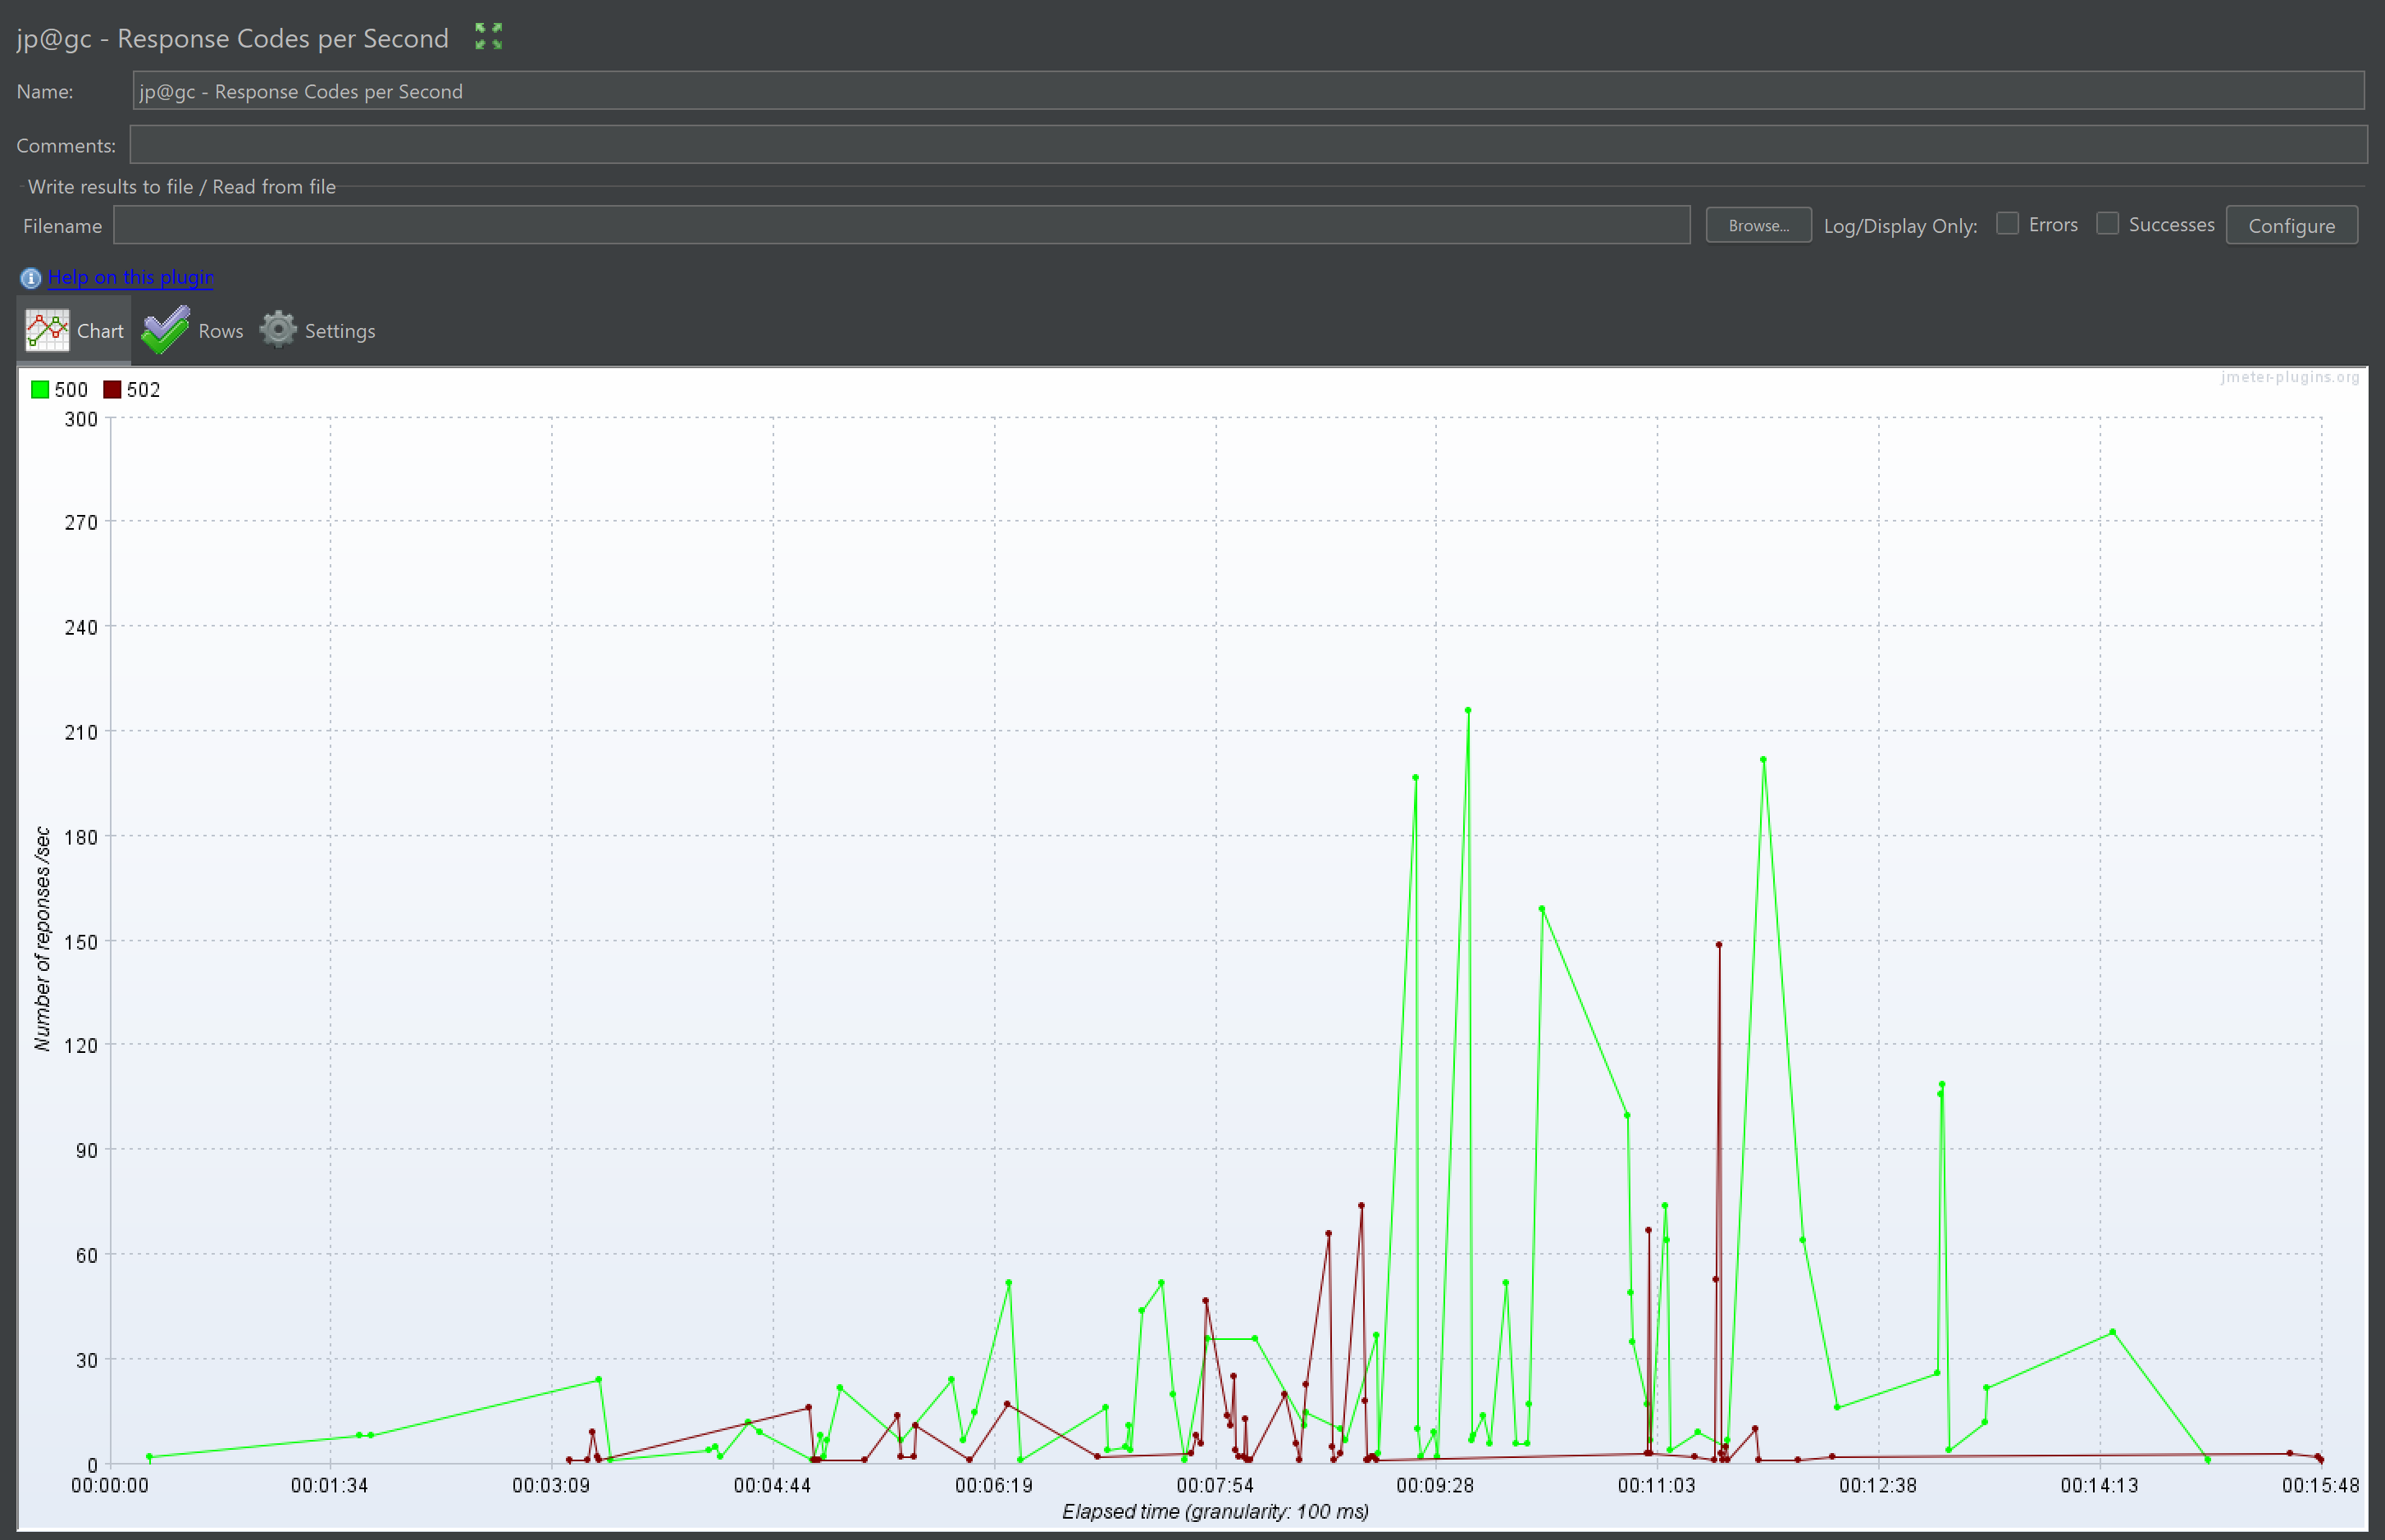 jp@gc - Response Codes per Second
Name: jp@gc - Response Codes per Second
Comments:
Write results to file / Read from file
Filename Browse... Log/Display Only: Errors Successes Configure
Help on this plugin
Chart Rows Settings
500 502
jmeter-plugins.org
300
270
240
210
180
150
120
90
60
30
0
Number of reponses /sec
00:00:00 00:01:34 00:03:09 00:04:44 00:06:19 00:07:54 00:09:28 00:11:03 00:12:38 00:14:13 00:15:48
Elapsed time (granularity: 100 ms)